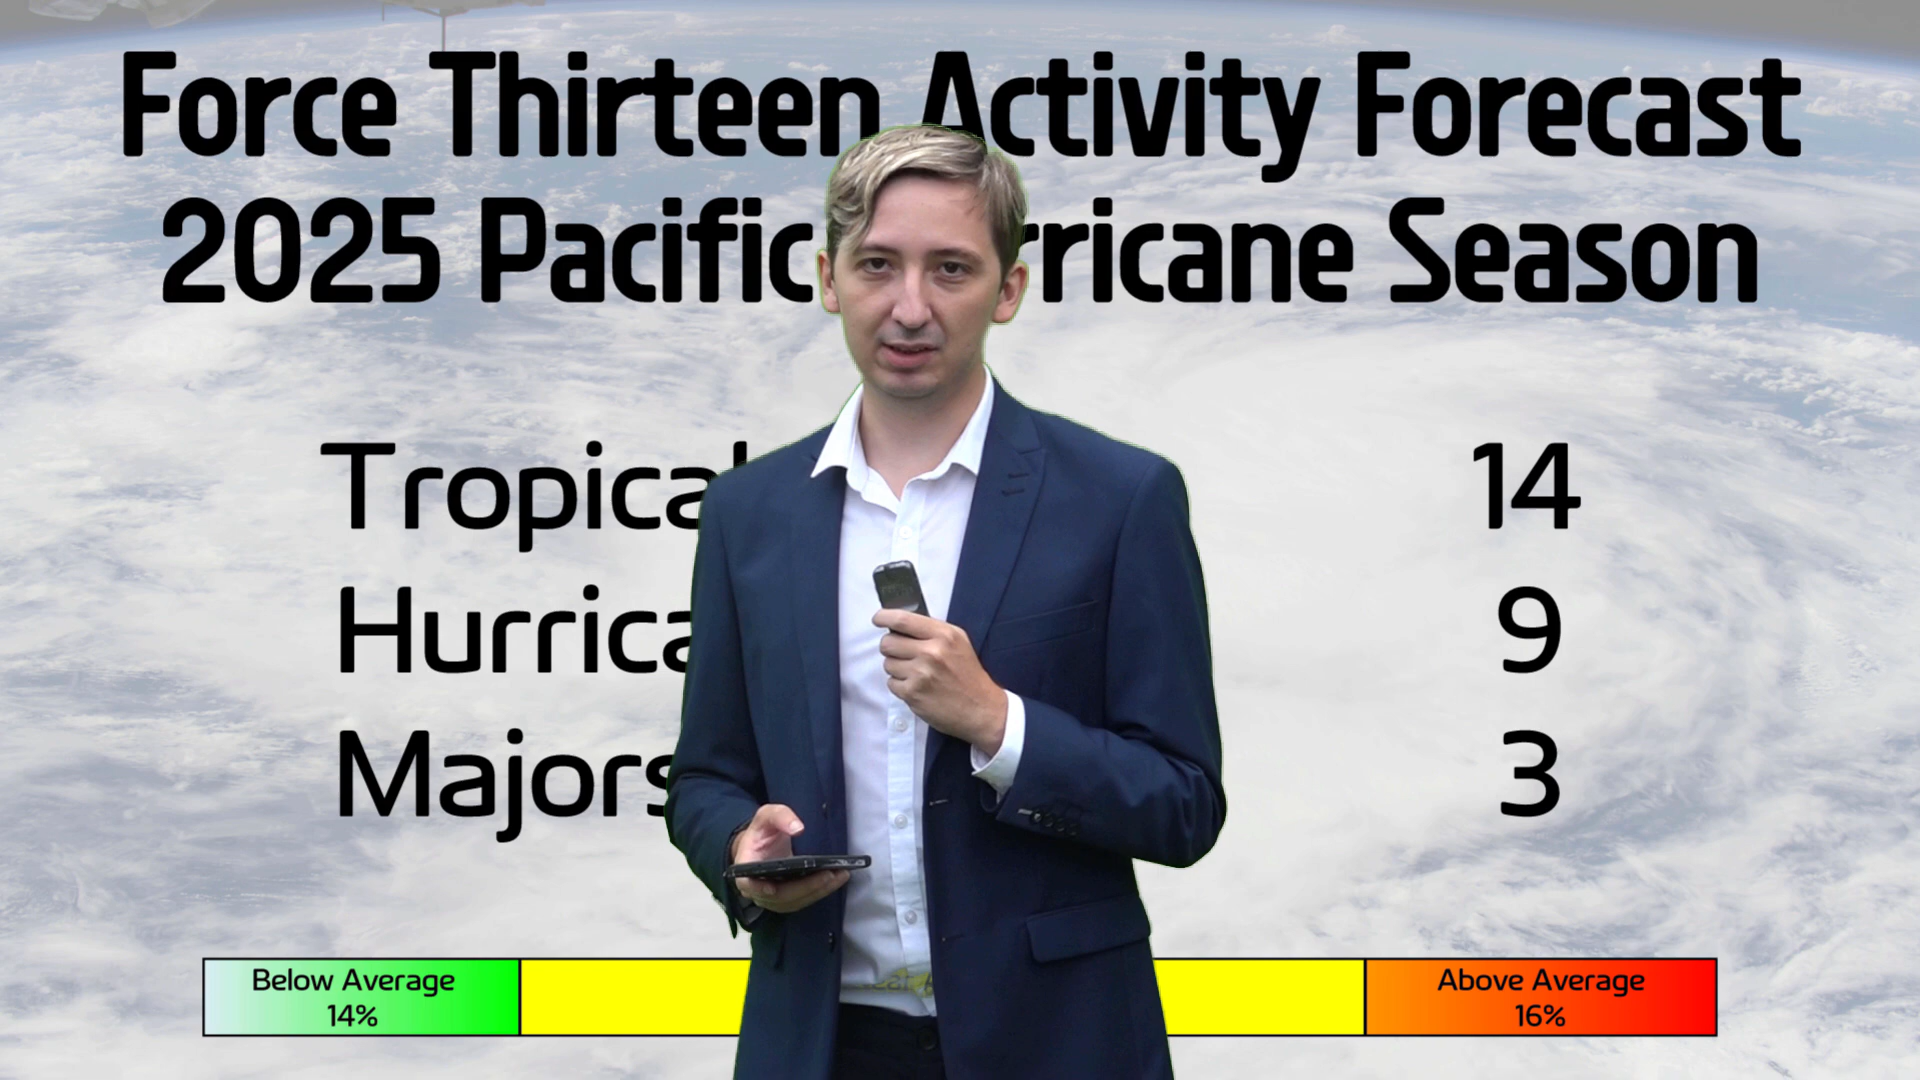 Force Thirteen Activity Forecast
2025 Pacific rricane Season
Tropical 14
Hurrica 9
Majors 3
Below Average
14%
Above Average
16%